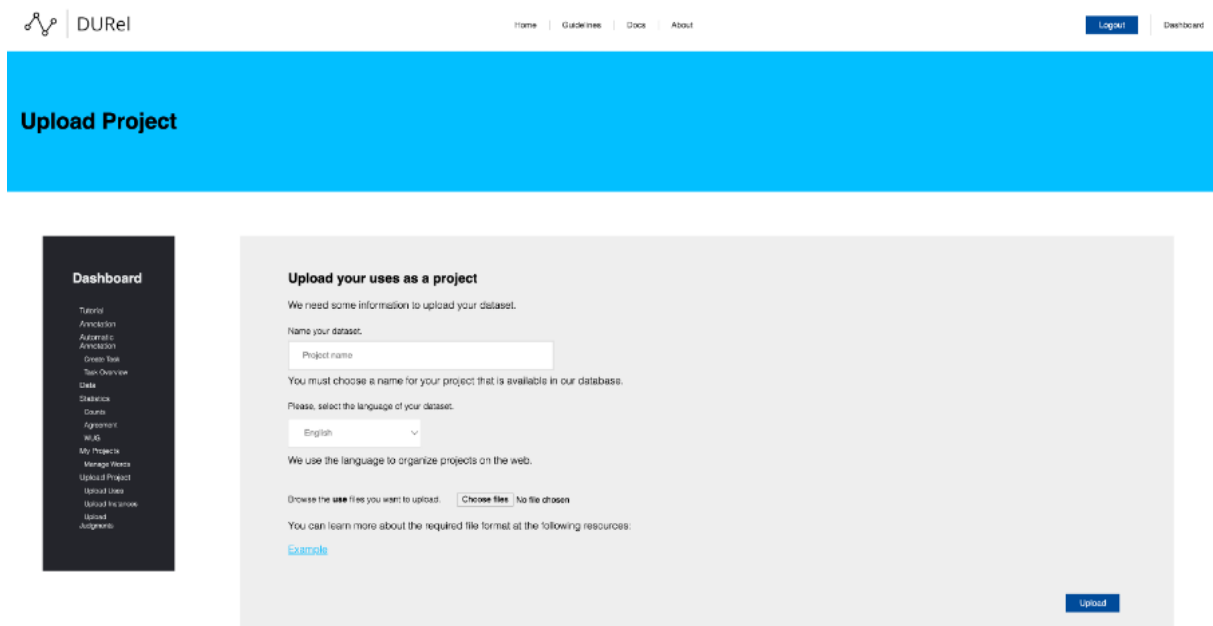 DURel
Home Guidelines Docs About
Logout Dashboard
Upload Project
Dashboard
Tutorial
Annotation
Automatic
Annotation
Create Task
Task Overview
Data
Statistics
Counts
Agreement
WUG
My Projects
Manage Words
Upload Project
Upload Uses
Upload Instances
Upload
Judgments
Upload your uses as a project
We need some information to upload your dataset.
Name your dataset.
Project name
You must choose a name for your project that is available in our database.
Please, select the language of your dataset.
English
We use the language to organize projects on the web.
Browse the use files you want to upload. Choose files No file chosen
You can learn more about the required file format at the following resources:
Example
Upload